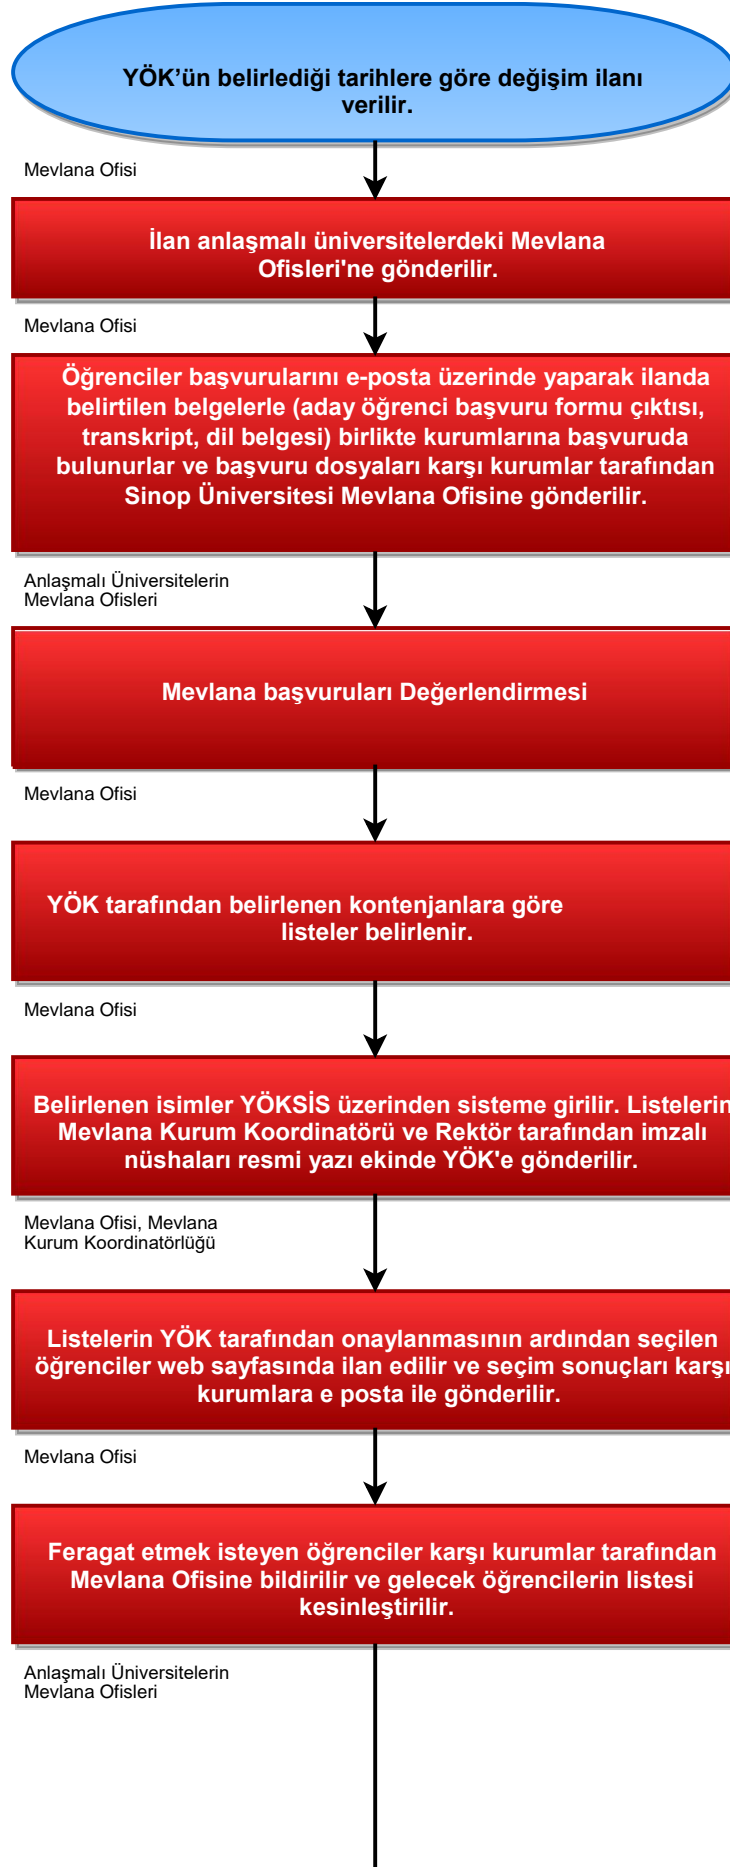 YÖK’ün belirlediği tarihlere göre değişim ilanı
verilir.
Mevlana Ofisi
İlan anlaşmalı üniversitelerdeki Mevlana
Ofisleri'ne gönderilir.
Mevlana Ofisi
Öğrenciler başvurularını e-posta üzerinde yaparak ilanda
belirtilen belgelerle (aday öğrenci başvuru formu çıktısı,
transkript, dil belgesi) birlikte kurumlarına başvuruda
bulunurlar ve başvuru dosyaları karşı kurumlar tarafından
Sinop Üniversitesi Mevlana Ofisine gönderilir.
Anlaşmalı Üniversitelerin
Mevlana Ofisleri
Mevlana başvuruları Değerlendirmesi
Mevlana Ofisi
YÖK tarafından belirlenen kontenjanlara göre
listeler belirlenir.
Mevlana Ofisi
Belirlenen isimler YÖKSİS üzerinden sisteme girilir. Listelerin
Mevlana Kurum Koordinatörü ve Rektör tarafından imzalı
nüshaları resmi yazı ekinde YÖK'e gönderilir.
Mevlana Ofisi, Mevlana
Kurum Koordinatörlüğü
Listelerin YÖK tarafından onaylanmasının ardından seçilen
öğrenciler web sayfasında ilan edilir ve seçim sonuçları karşı
kurumlara e posta ile gönderilir.
Mevlana Ofisi
Feragat etmek isteyen öğrenciler karşı kurumlar tarafından
Mevlana Ofisine bildirilir ve gelecek öğrencilerin listesi
kesinleştirilir.
Anlaşmalı Üniversitelerin
Mevlana Ofisleri